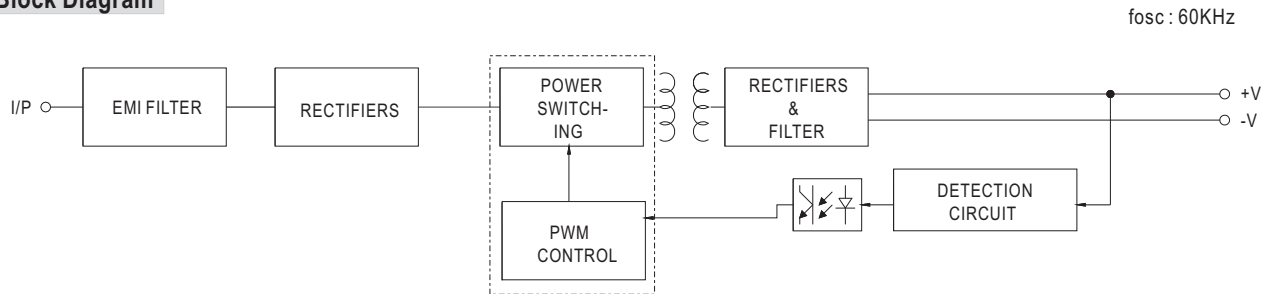 Block Diagram
fosc : 60KHz
I/P
EMI FILTER
RECTIFIERS
POWER
SWITCH-
ING
RECTIFIERS
&
FILTER
+V
-V
DETECTION
CIRCUIT
PWM
CONTROL